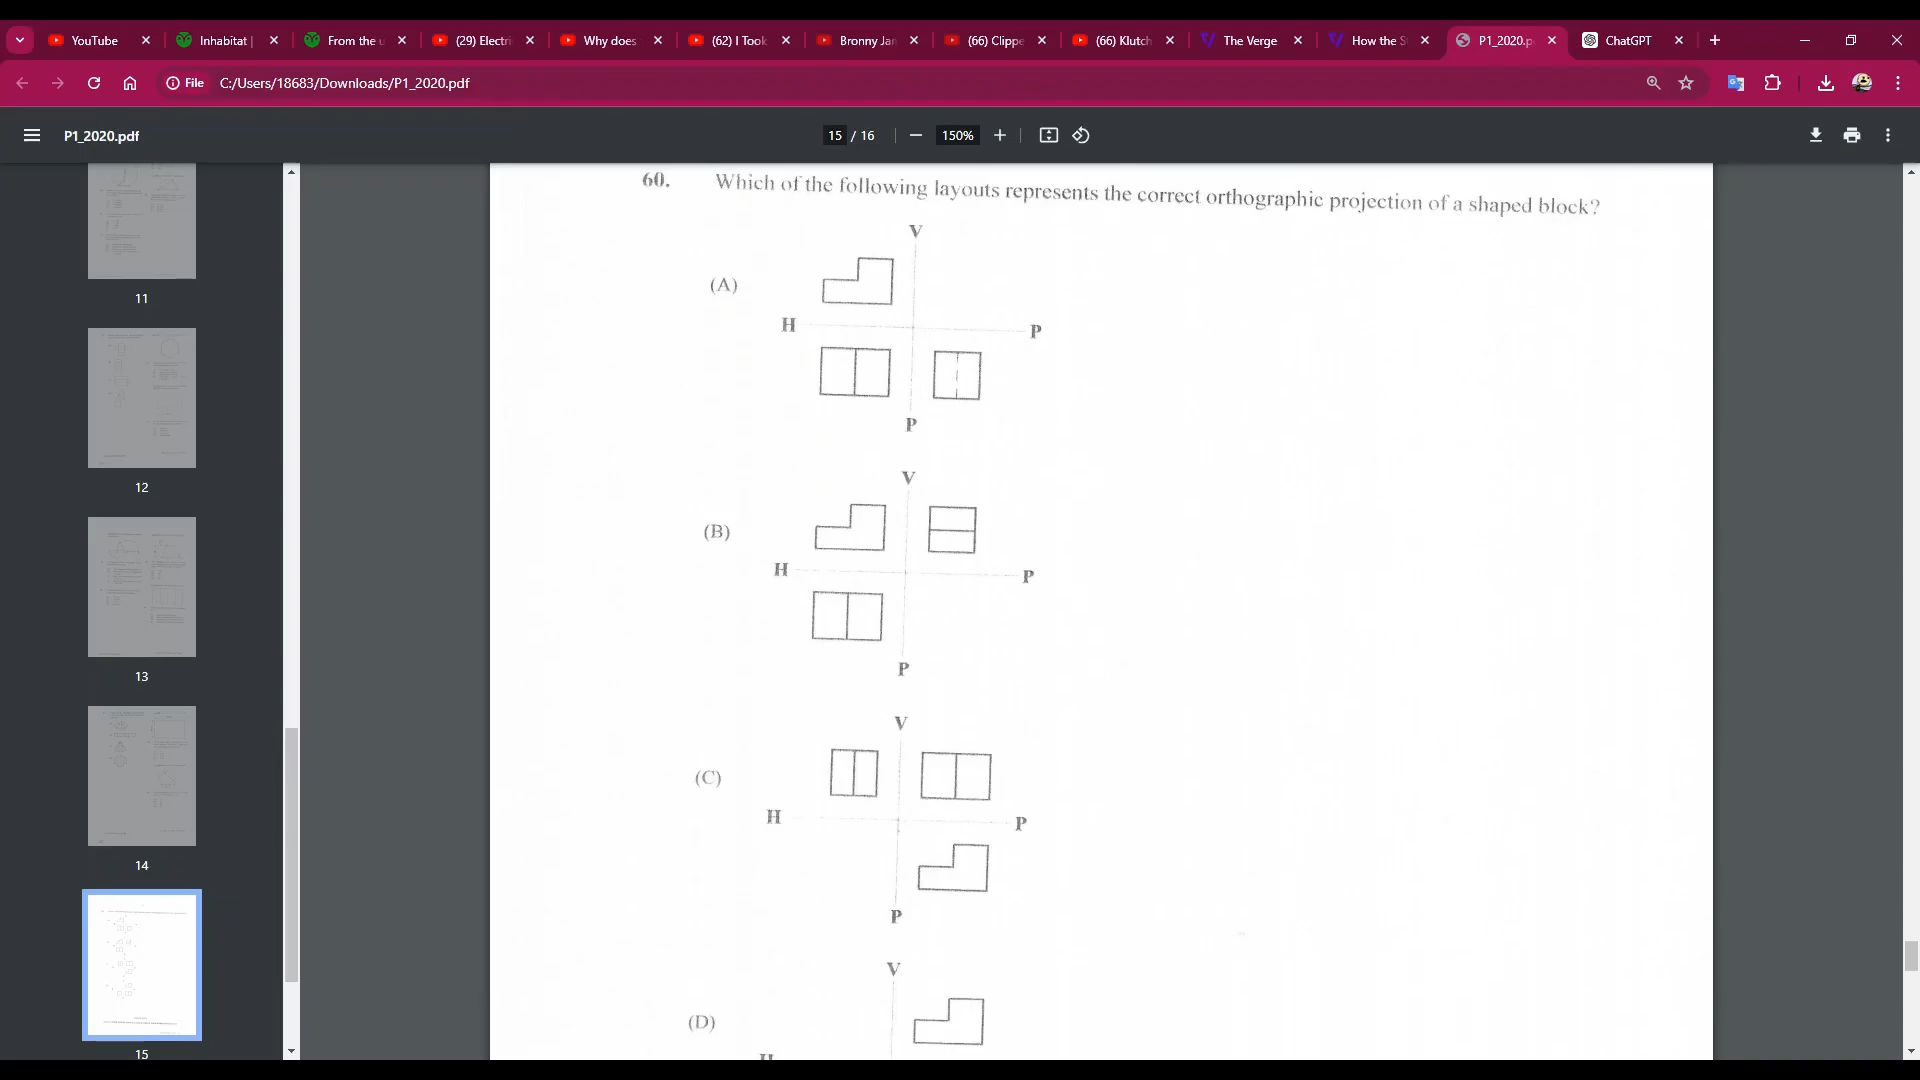 YouTube
Inhabitat |
From the u
(29) Electri
Why does
(62) I Took
Bronny Jar
(66) Clippe
(66) Klutch
The Verge
How the S
P1_2020.p
ChatGPT
File
C:/Users/18683/Downloads/P1_2020.pdf
P1_2020.pdf
15 / 16
150%
11
12
13
14
15
60. Which of the following layouts represents the correct orthographic projection of a shaped block?
V
(A)
H
P
P
V
(B)
H
P
P
V
(C)
H
P
P
V
(D)
H